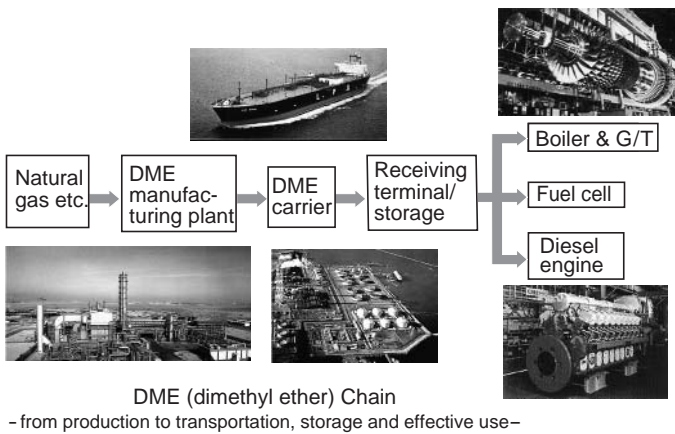 Natural
gas etc.
DME
manufac-
turing plant
DME
carrier
Receiving
terminal/
storage
Boiler & G/T
Fuel cell
Diesel
engine
DME (dimethyl ether) Chain
–from production to transportation, storage and effective use–